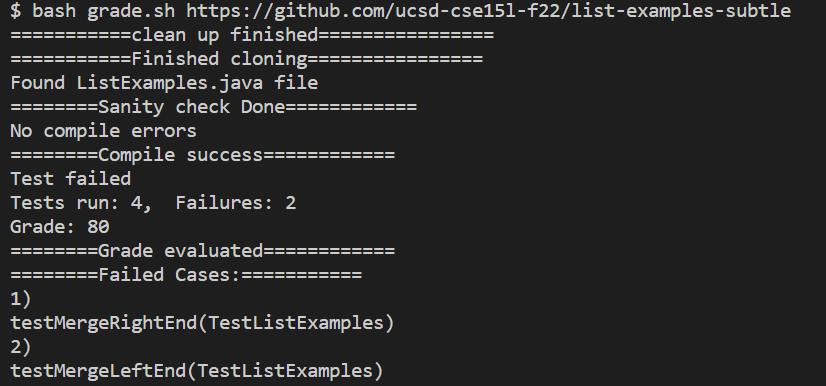 $ bash grade.sh https://github.com/ucsd-cse15l-f22/list-examples-subtle
===========clean up finished================
===========Finished cloning================
Found ListExamples.java file
========Sanity check Done============
No compile errors
========Compile success============
Test failed
Tests run: 4,  Failures: 2
Grade: 80
========Grade evaluated============
========Failed Cases:===========
1)
testMergeRightEnd(TestListExamples)
2)
testMergeLeftEnd(TestListExamples)